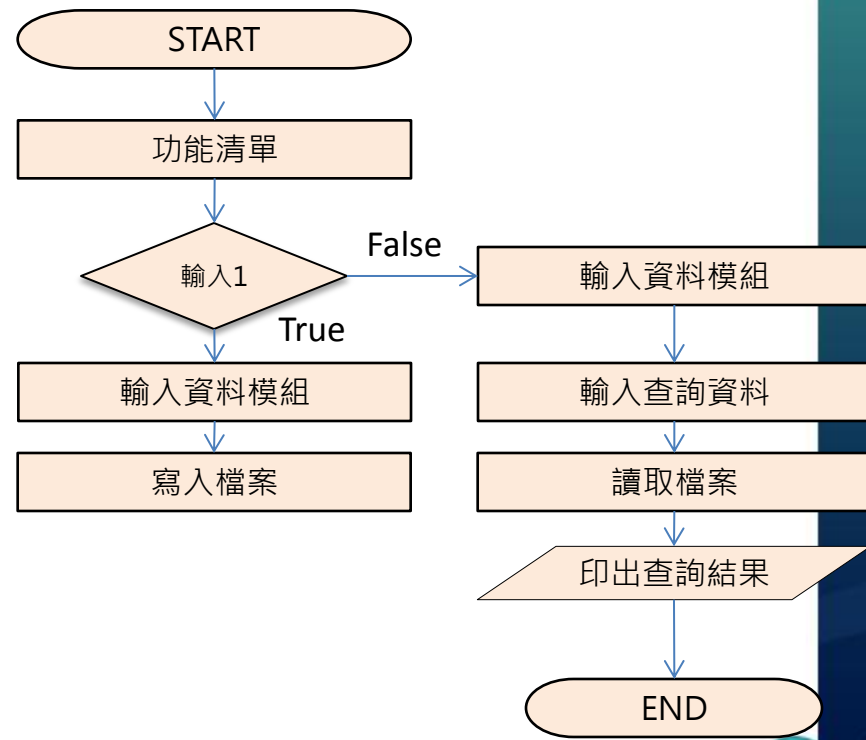 START
功能清單
輸入1
False
True
輸入資料模組
寫入檔案
輸入資料模組
輸入查詢資料
讀取檔案
印出查詢結果
END